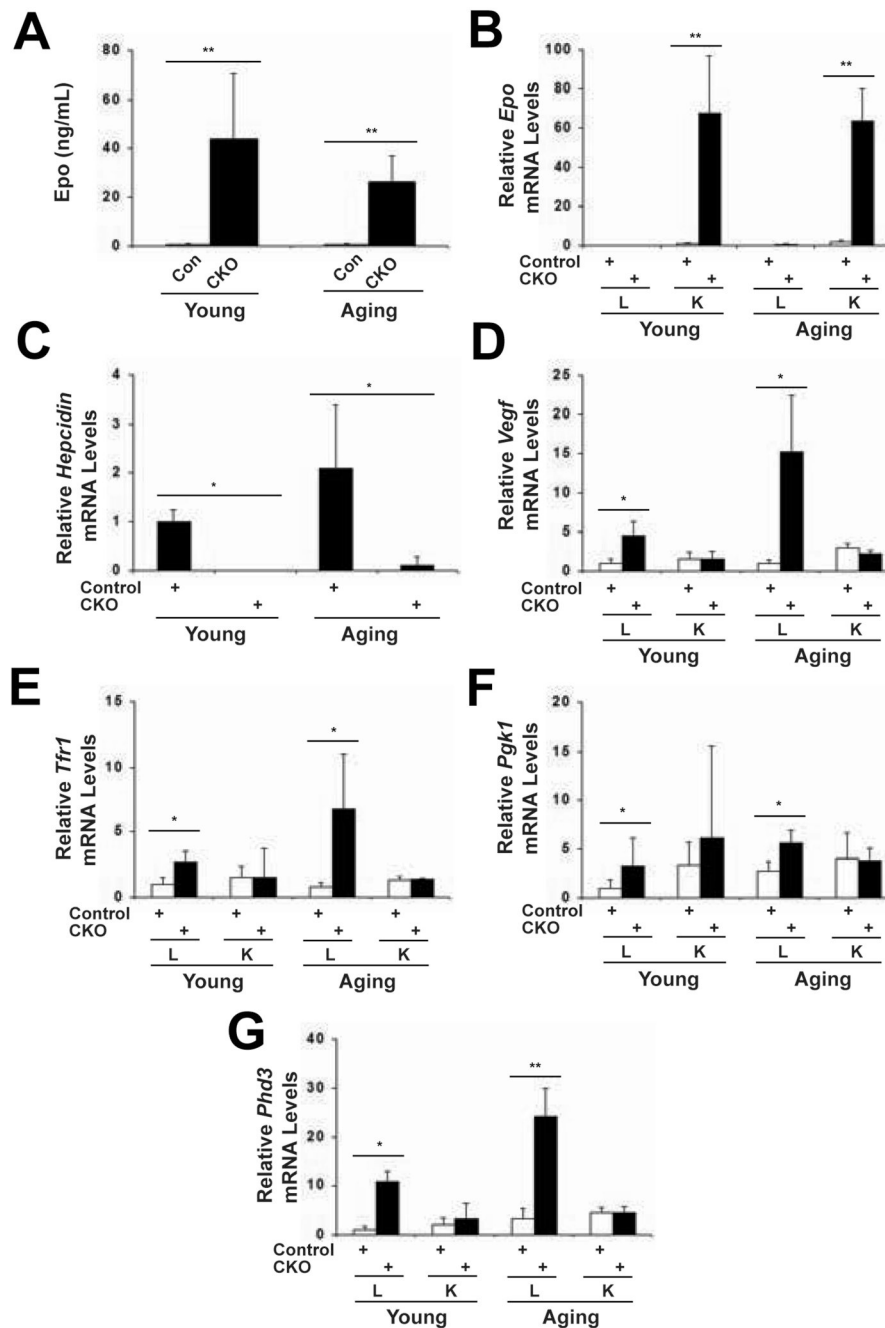 A
Epo (ng/mL)
80
60
40
20
0
**
**
Con
CKO
Con
CKO
Young
Aging
B
Relative Epo
mRNA Levels
100
80
60
40
20
0
**
**
Control + + + +
CKO + + + +
L K L K
Young Aging
C
Relative Hepcidin
mRNA Levels
4
3
2
1
0
*
*
Control + +
CKO + +
Young Aging
D
Relative Vegf
mRNA Levels
25
20
15
10
5
0
*
*
Control + + + +
CKO + + + +
L K L K
Young Aging
E
Relative Tfr1
mRNA Levels
15
10
5
0
*
*
Control + + + +
CKO + + + +
L K L K
Young Aging
F
Relative Pgk1
mRNA Levels
20
15
10
5
0
*
*
Control + + + +
CKO + + + +
L K L K
Young Aging
G
Relative Phd3
mRNA Levels
40
30
20
10
0
*
**
Control + + + +
CKO + + + +
L K L K
Young Aging